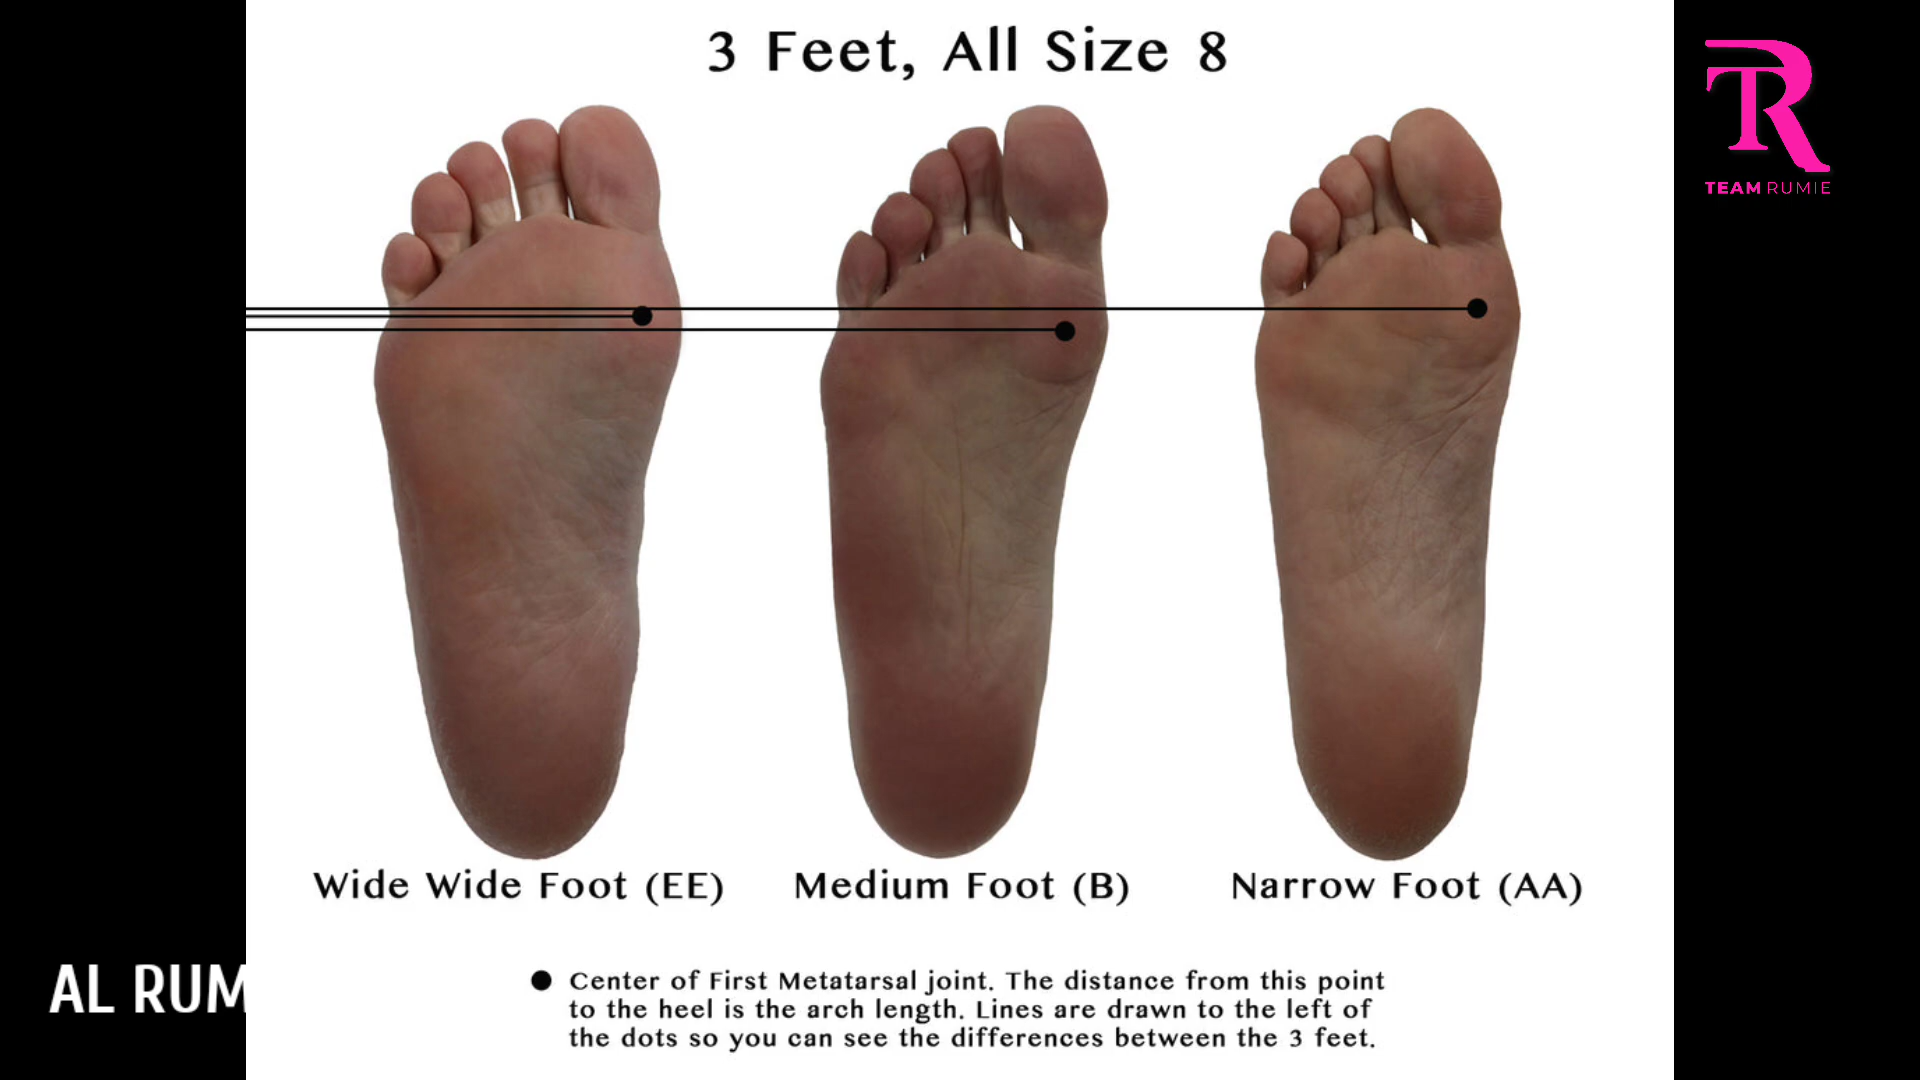 3 Feet, All Size 8
TEAM RUMIE
Wide Wide Foot (EE)
Medium Foot (B)
Narrow Foot (AA)
AL RUM
Center of First Metatarsal joint. The distance from this point
to the heel is the arch length. Lines are drawn to the left of
the dots so you can see the differences between the 3 feet.